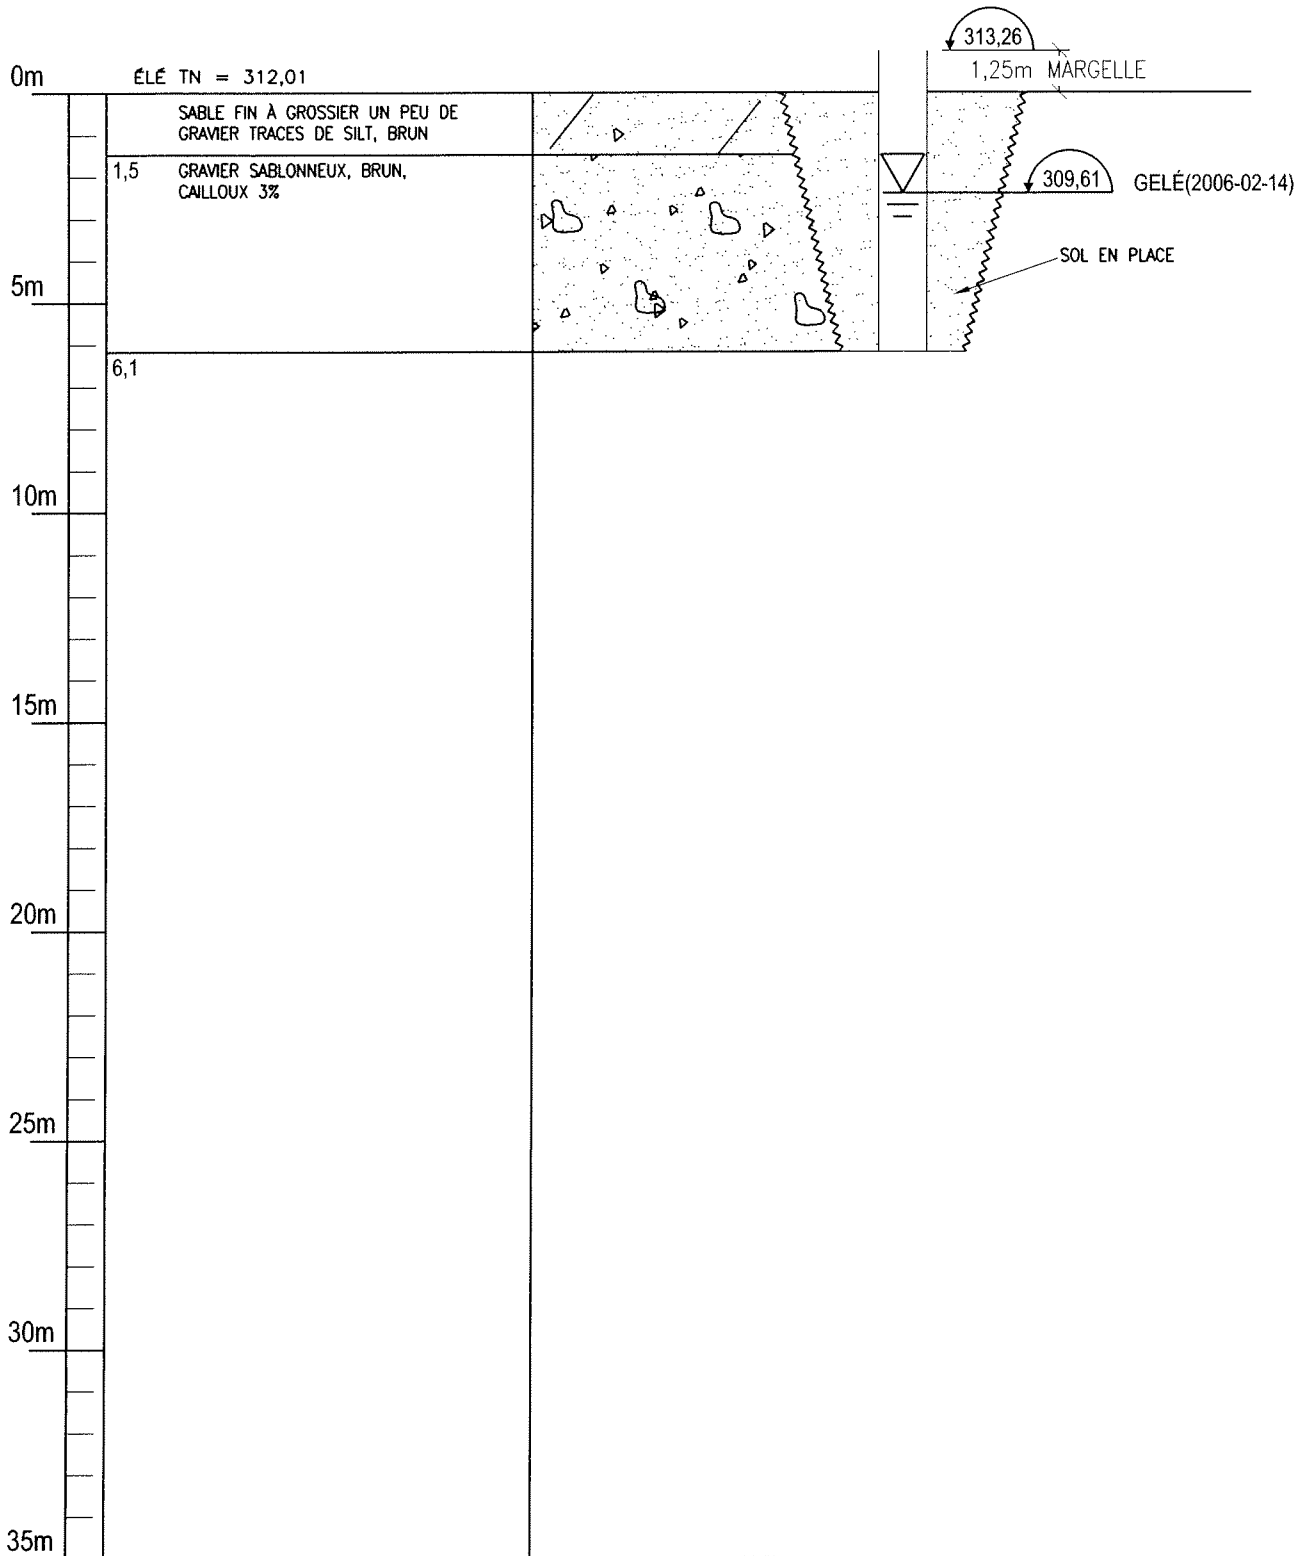 313,26
0m
ÉLÉ TN = 312,01
1,25m MARGELLE
SABLE FIN À GROSSIER UN PEU DE
GRAVIER TRACES DE SILT, BRUN
1,5
GRAVIER SABLONNEUX, BRUN,
CAILLOUX 3%
309,61
GELÉ(2006-02-14)
SOL EN PLACE
5m
6,1
10m
15m
20m
25m
30m
35m